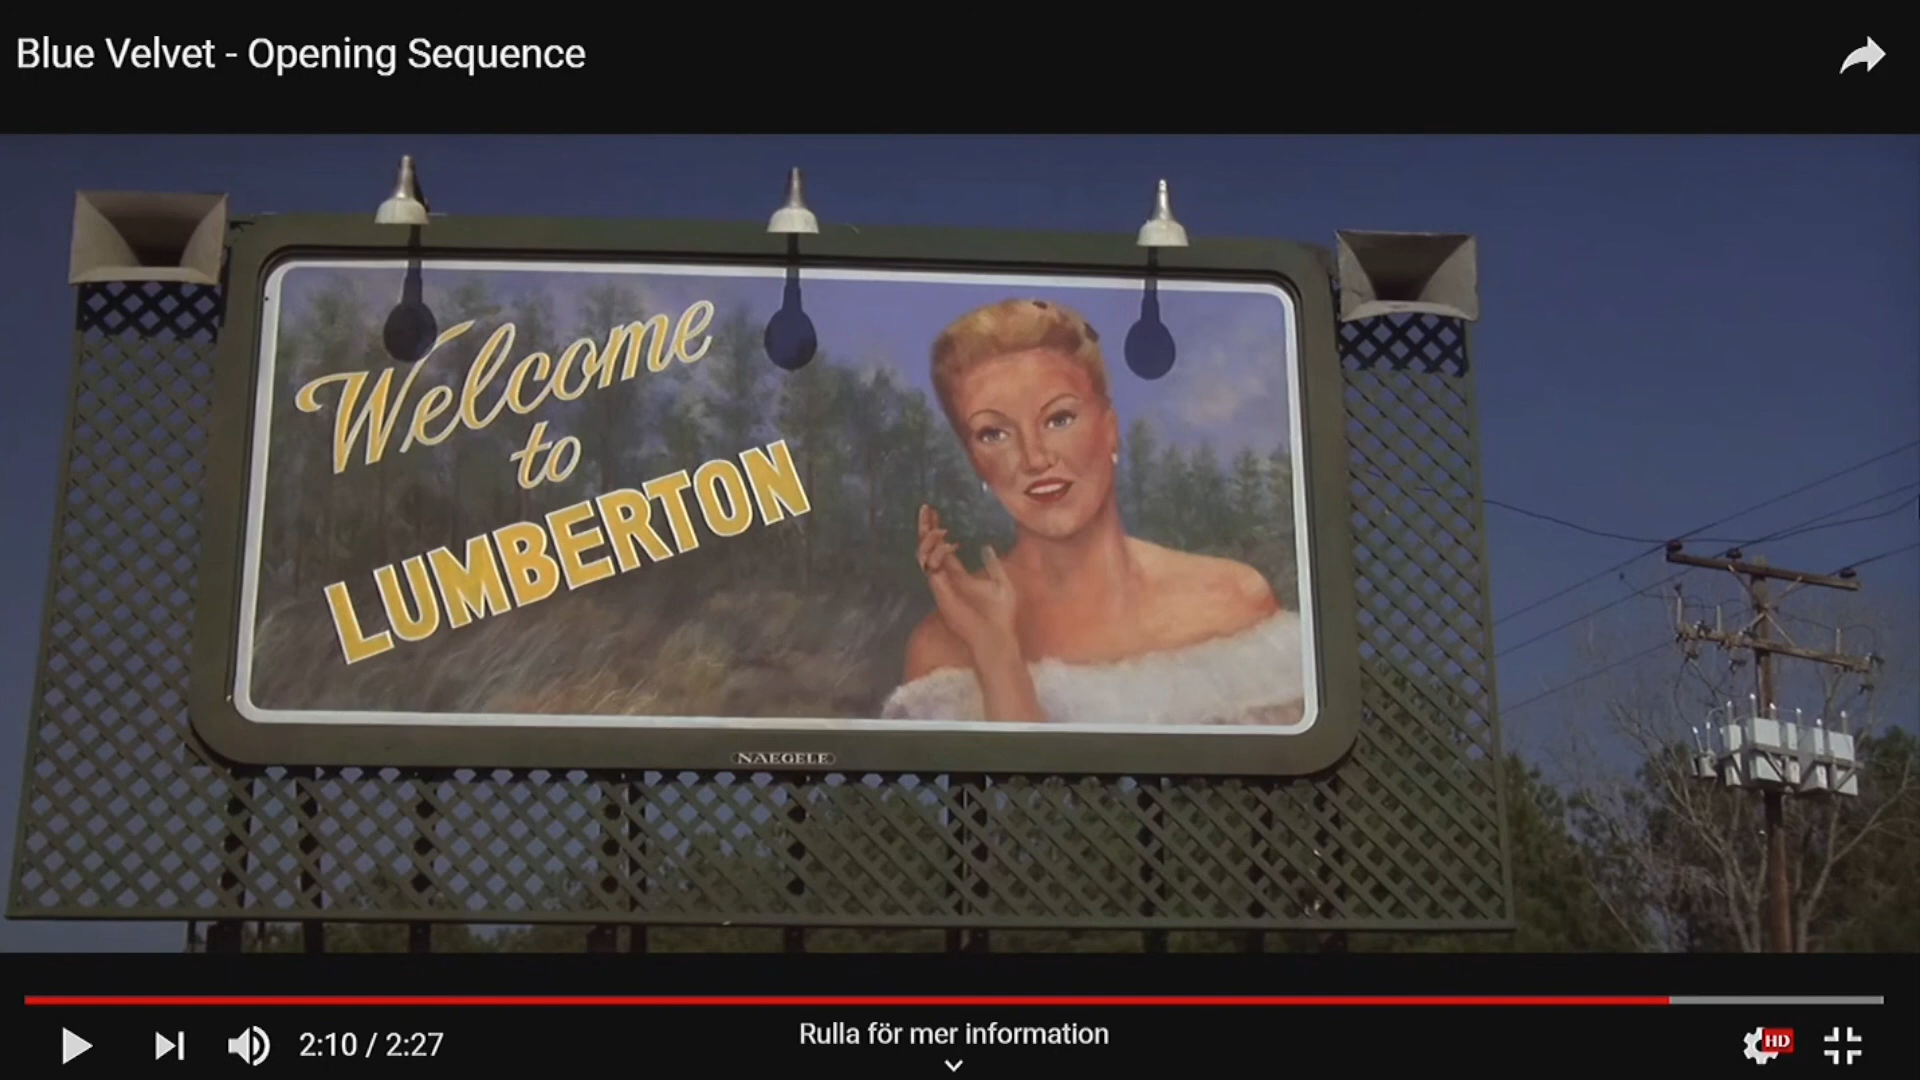 Blue Velvet - Opening Sequence
Welcome
to
LUMBERTON
NAEGELE
2:10 / 2:27
Rulla för mer information
HD